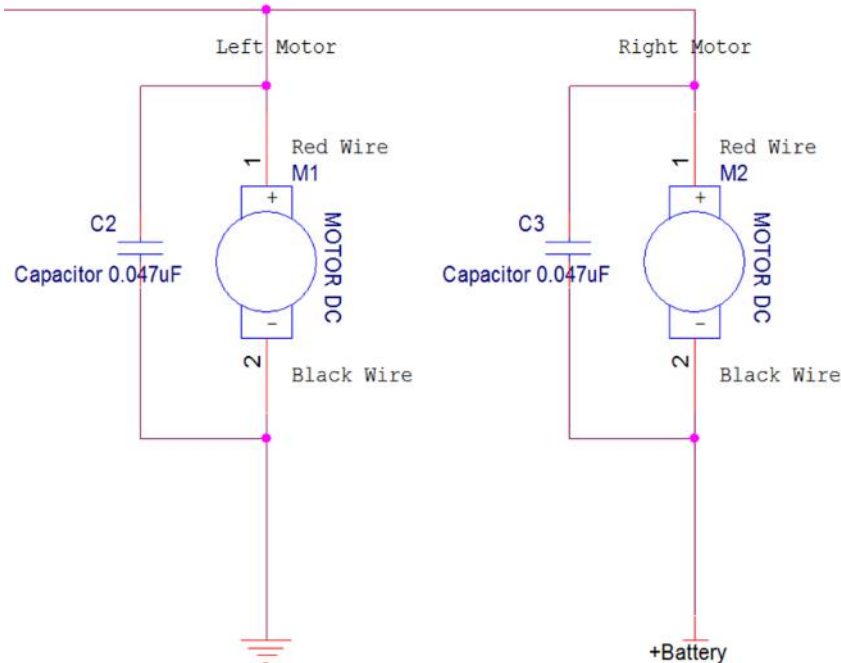 Left Motor
Right Motor
1
Red Wire
M1
+
MOTOR DC
C2
Capacitor 0.047uF
-
2
Black Wire
1
Red Wire
M2
+
MOTOR DC
C3
Capacitor 0.047uF
-
2
Black Wire
+Battery